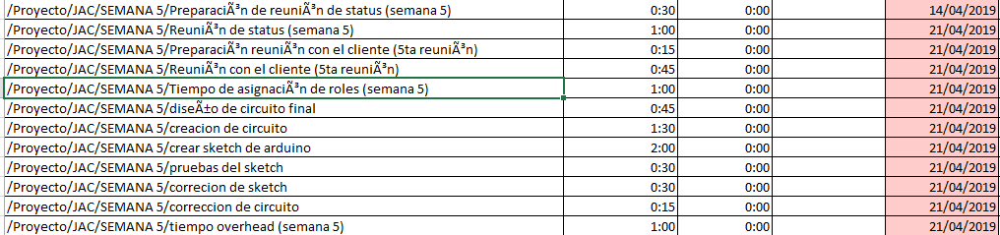 /Proyecto/JAC/SEMANA 5/PreparaciÃ³n de reuniÃ³n de status (semana 5) 0:30 0:00 14/04/2019
/Proyecto/JAC/SEMANA 5/ReuniÃ³n de status (semana 5) 1:00 0:00 21/04/2019
/Proyecto/JAC/SEMANA 5/PreparaciÃ³n reuniÃ³n con el cliente (5ta reuniÃ³n) 0:15 0:00 21/04/2019
/Proyecto/JAC/SEMANA 5/ReuniÃ³n con el cliente (5ta reuniÃ³n) 0:45 0:00 21/04/2019
/Proyecto/JAC/SEMANA 5/Tiempo de asignaciÃ³n de roles (semana 5) 1:00 0:00 21/04/2019
/Proyecto/JAC/SEMANA 5/diseÃ±o de circuito final 0:45 0:00 21/04/2019
/Proyecto/JAC/SEMANA 5/creacion de circuito 1:30 0:00 21/04/2019
/Proyecto/JAC/SEMANA 5/crear sketch de arduino 2:00 0:00 21/04/2019
/Proyecto/JAC/SEMANA 5/pruebas del sketch 0:30 0:00 21/04/2019
/Proyecto/JAC/SEMANA 5/correcion de sketch 0:30 0:00 21/04/2019
/Proyecto/JAC/SEMANA 5/correccion de circuito 0:15 0:00 21/04/2019
/Proyecto/JAC/SEMANA 5/tiempo overhead (semana 5) 1:00 0:00 21/04/2019